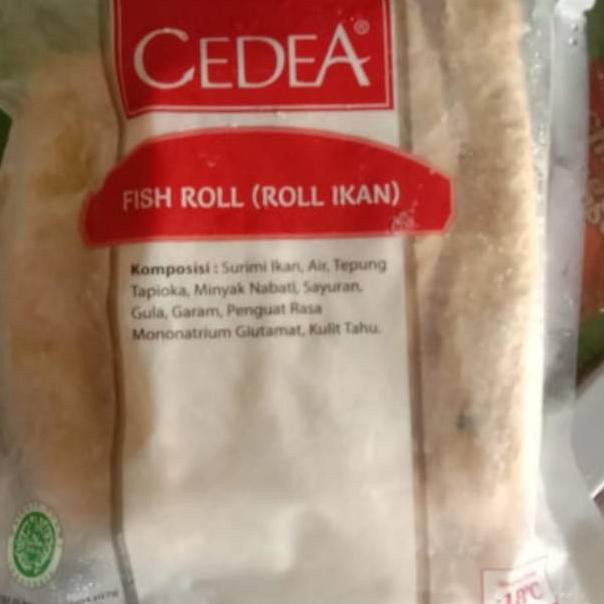 CEDEA®
FISH ROLL (ROLL IKAN)
Komposisi : Surimi Ikan, Air, Tepung
Tapioka, Minyak Nabati, Sayuran,
Gula, Garam, Penguat Rasa
Mononatrium Glutamat, Kulit Tahu.
-18°C